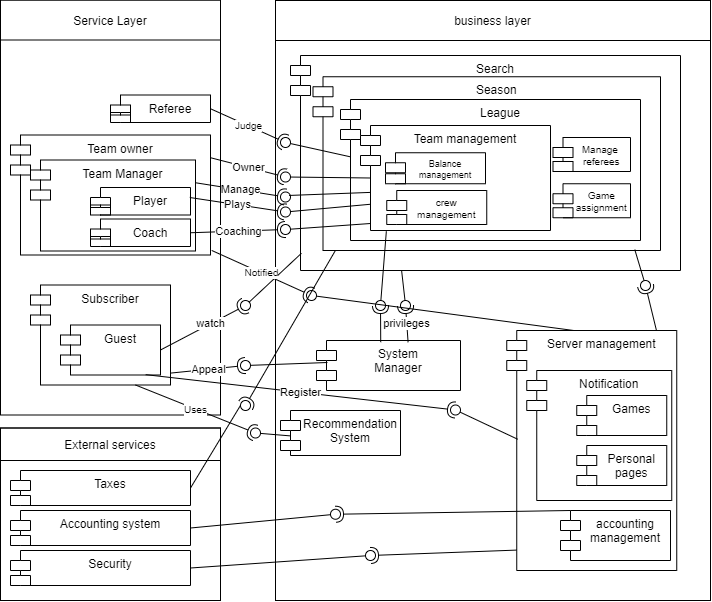 Service Layer
business layer
Search
Season
League
Referee
Judge
Team management
Team owner
Manage
referees
Owner
Balance
management
Team Manager
Manage
Player
Plays
crew
management
Game
assignment
Coach
Coaching
Notified
Subscriber
watch
privileges
Guest
System
Manager
Server management
Appeal
Notification
Register
Games
Uses
Recommendation
System
External services
Personal
pages
Taxes
Accounting system
accounting
management
Security